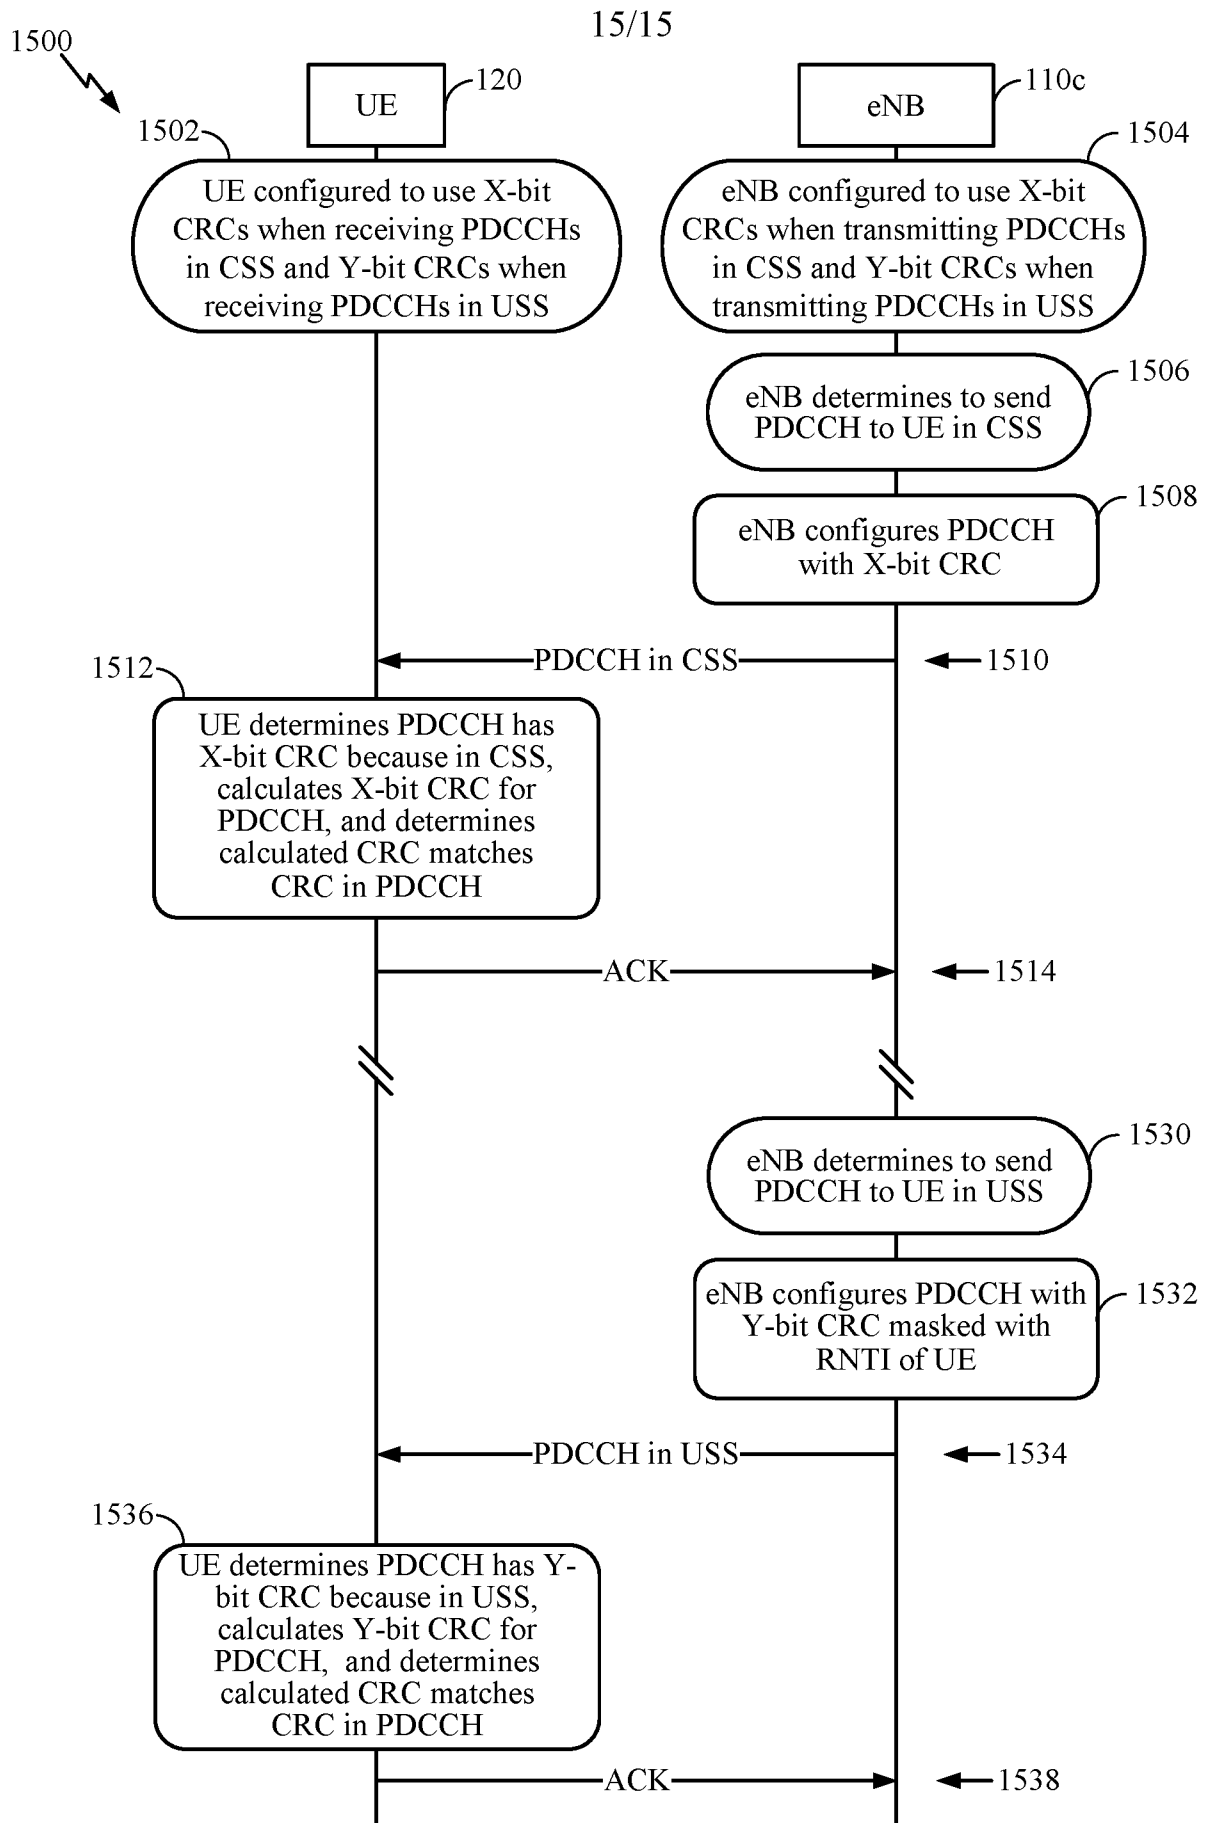 15/15
1500
UE
120
eNB
110c
1502
UE configured to use X-bit
CRCs when receiving PDCCHs
in CSS and Y-bit CRCs when
receiving PDCCHs in USS
1504
eNB configured to use X-bit
CRCs when transmitting PDCCHs
in CSS and Y-bit CRCs when
transmitting PDCCHs in USS
1506
eNB determines to send
PDCCH to UE in CSS
1508
eNB configures PDCCH
with X-bit CRC
PDCCH in CSS
1510
1512
UE determines PDCCH has
X-bit CRC because in CSS,
calculates X-bit CRC for
PDCCH, and determines
calculated CRC matches
CRC in PDCCH
ACK
1514
1530
eNB determines to send
PDCCH to UE in USS
1532
eNB configures PDCCH with
Y-bit CRC masked with
RNTI of UE
PDCCH in USS
1534
1536
UE determines PDCCH has Y-
bit CRC because in USS,
calculates Y-bit CRC for
PDCCH, and determines
calculated CRC matches
CRC in PDCCH
ACK
1538